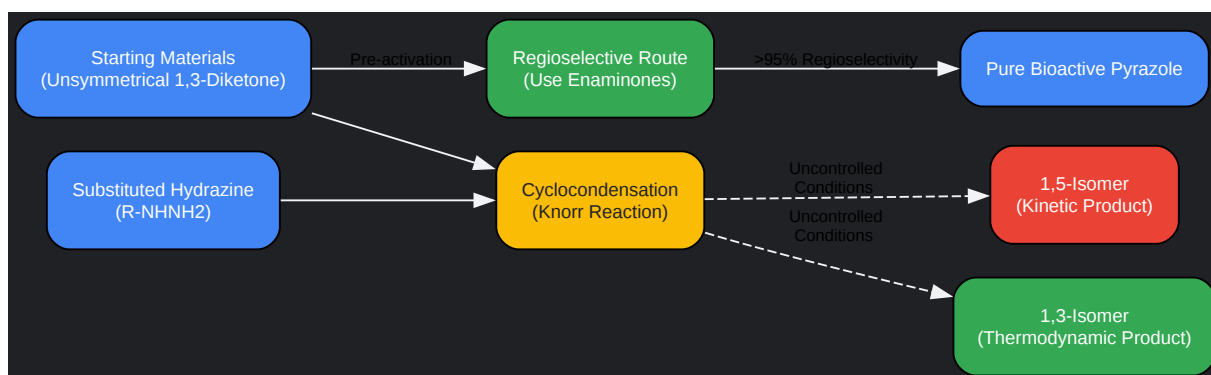 Starting Materials
(Unsymmetrical 1,3-Diketone)
Pre-activation
Regioselective Route
(Use Enaminones)
>95% Regioselectivity
Pure Bioactive Pyrazole
Substituted Hydrazine
(R-NHNH2)
Cyclocondensation
(Knorr Reaction)
Uncontrolled
Conditions
1,5-Isomer
(Kinetic Product)
Uncontrolled
Conditions
1,3-Isomer
(Thermodynamic Product)